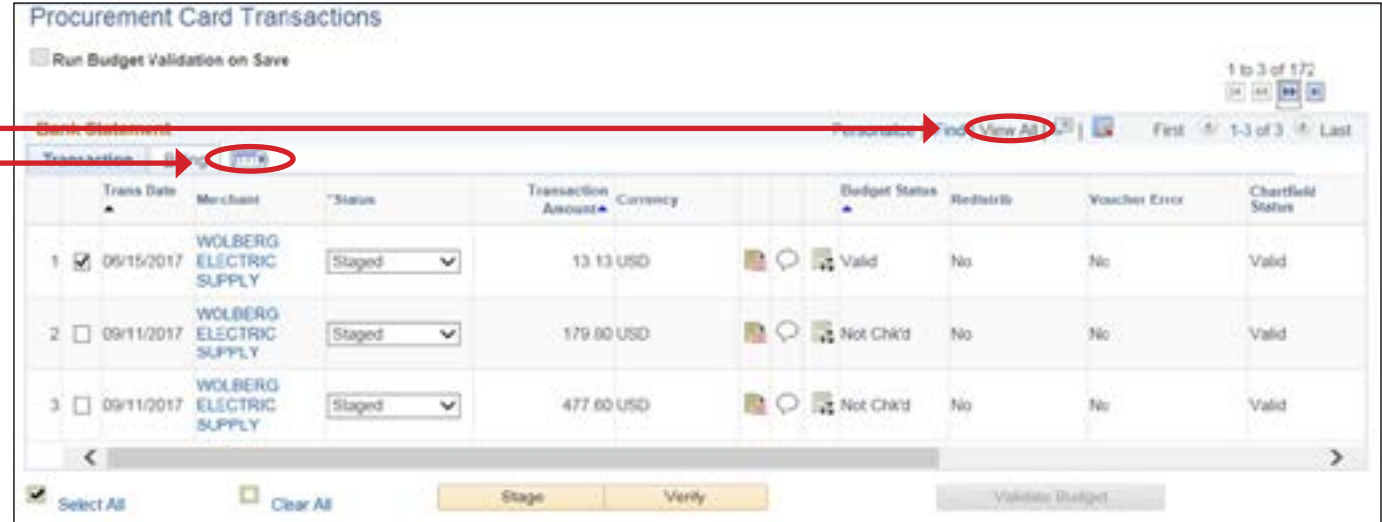 Procurement Card Transactions
Run Budget Validation on Save
1 to 3 of 172
Bank Statement Personalize Find View All | First 1-3 of 3 Last
Transaction Billing
Trans Date Merchant *Status Transaction Amount Currency Budget Status Redistrib Voucher Error Chartfield Status
1 06/15/2017 WOLBERG ELECTRIC SUPPLY Staged 13.13 USD Valid No No Valid
2 09/11/2017 WOLBERG ELECTRIC SUPPLY Staged 179.80 USD Not Chk'd No No Valid
3 09/11/2017 WOLBERG ELECTRIC SUPPLY Staged 477.60 USD Not Chk'd No No Valid
Select All Clear All Stage Verify Validate Budget